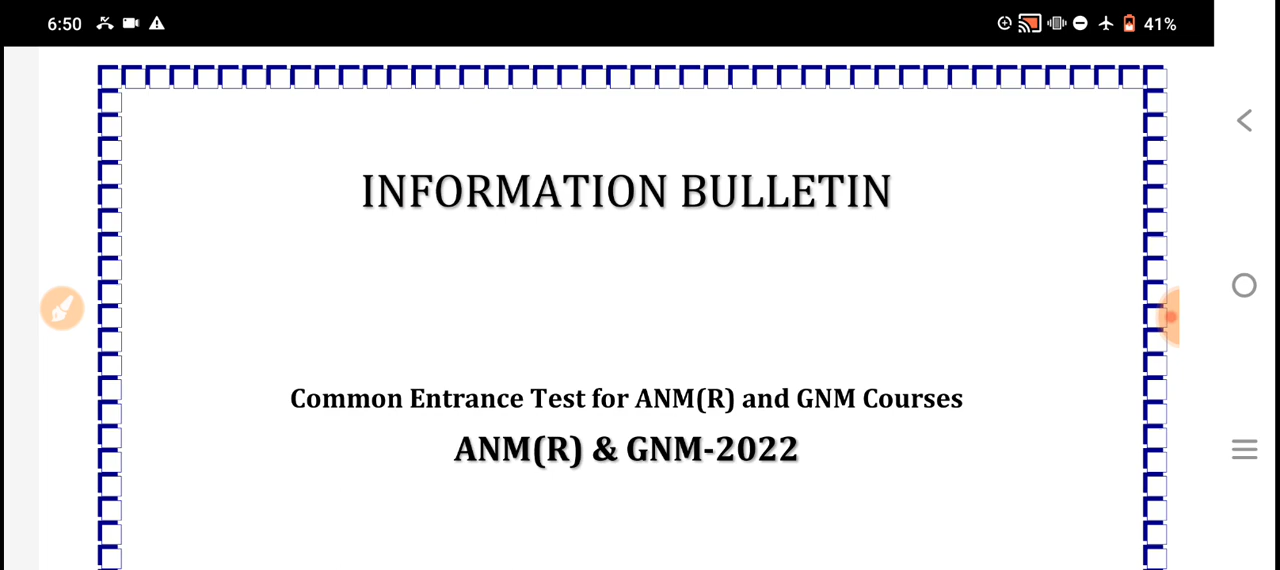 6:50
41%
INFORMATION BULLETIN
Common Entrance Test for ANM(R) and GNM Courses
ANM(R) & GNM-2022